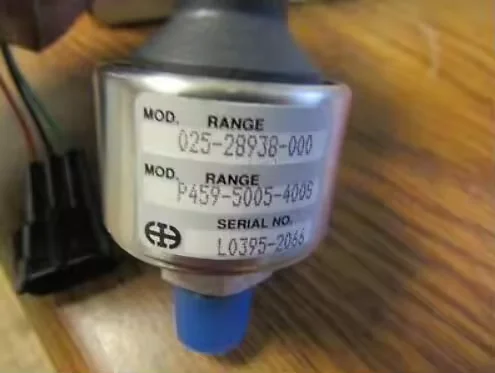 MOD. RANGE
025-28938-000
MOD. RANGE
P459-5005-400S
SERIAL NO.
L0395-2066